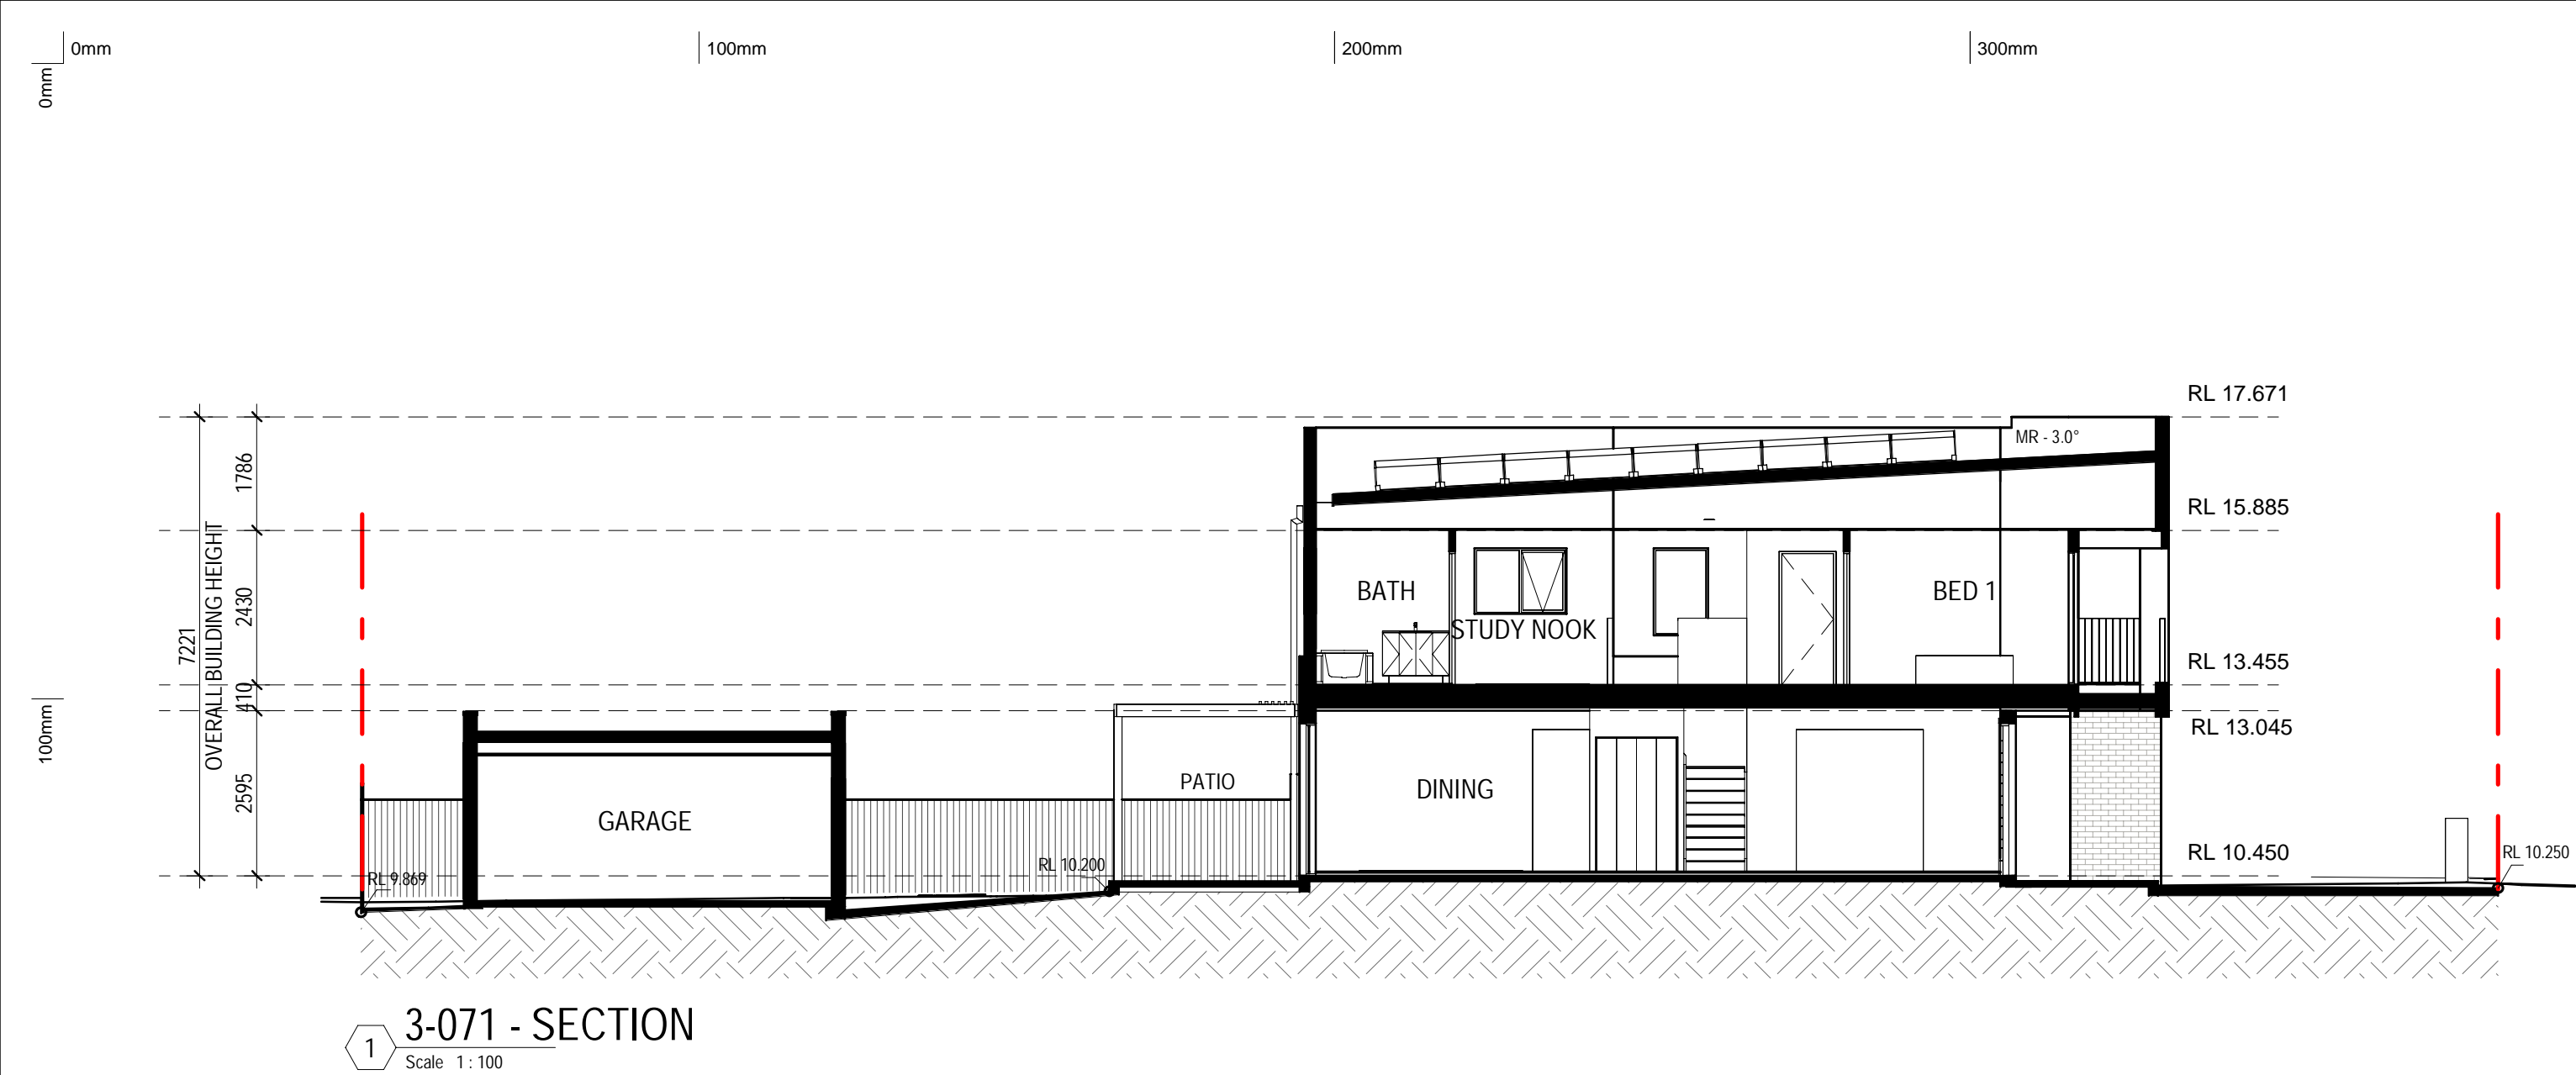 0mm
100mm
200mm
300mm
0mm
100mm
RL 17.671
MR - 3.0°
1786
RL 15.885
OVERALL BUILDING HEIGHT
7221
2430
BATH
STUDY NOOK
BED 1
RL 13.455
410
RL 13.045
2595
PATIO
DINING
GARAGE
RL 10.450
RL 10.200
RL 9.869
RL 10.250
1
3-071 - SECTION
Scale 1 : 100